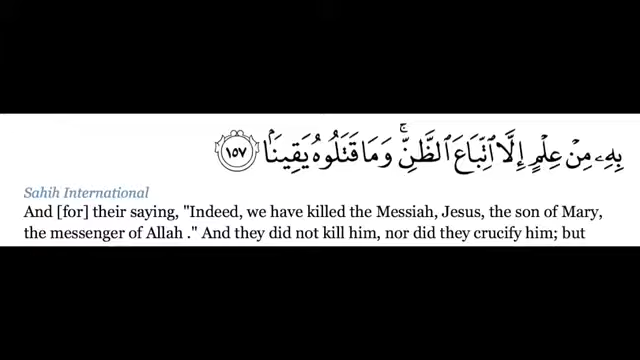 بِهِۦ مِنْ عِلْمٍ إِلَّا ٱتِّبَاعَ ٱلظَّنِّ ۚ وَمَا قَتَلُوهُ يَقِينًۢا ١٥٧
Sahih International
And [for] their saying, "Indeed, we have killed the Messiah, Jesus, the son of Mary,
the messenger of Allah ." And they did not kill him, nor did they crucify him; but